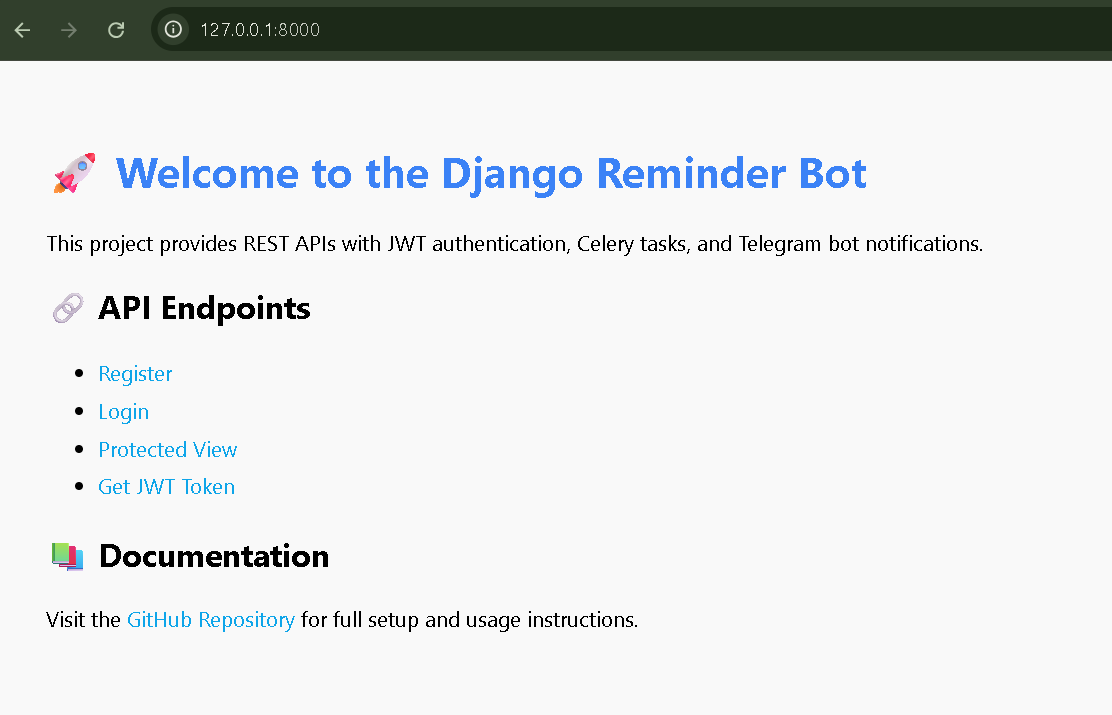 127.0.0.1:8000
🚀 Welcome to the Django Reminder Bot
This project provides REST APIs with JWT authentication, Celery tasks, and Telegram bot notifications.
🔗 API Endpoints
• Register
• Login
• Protected View
• Get JWT Token
📚 Documentation
Visit the GitHub Repository for full setup and usage instructions.